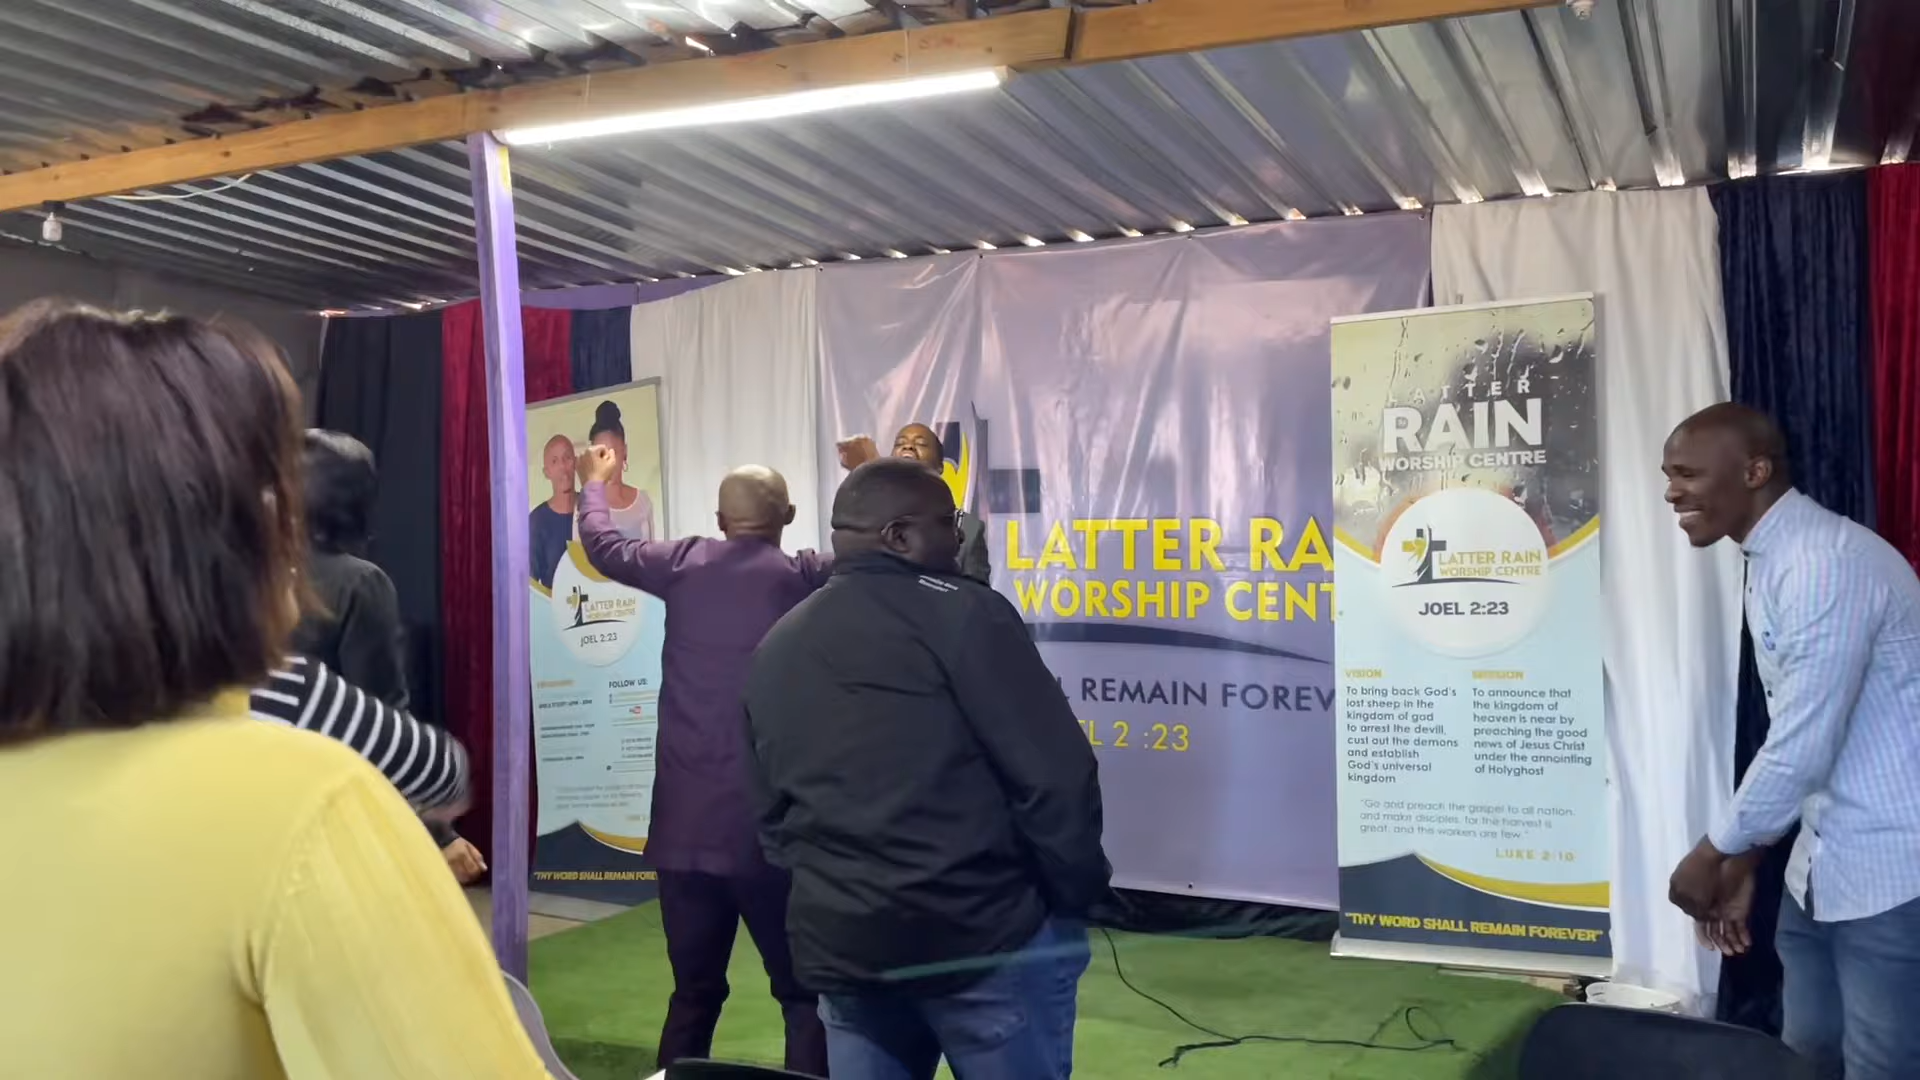 LATTER RAIN
WORSHIP CENTRE
JOEL 2:23
FOLLOW US:
"THY WORD SHALL REMAIN FORE
LATTER RA
WORSHIP CENT
L REMAIN FOREV
L 2 :23
LATTER
RAIN
WORSHIP CENTRE
LATTER RAIN
WORSHIP CENTRE
JOEL 2:23
VISION
To bring back God's
lost sheep in the
kingdom of god
to arrest the devill,
cust out the demons
and establish
God's universal
kingdom
MISSION
To announce that
the kingdom of
heaven is near by
preaching the good
news of Jesus Christ
under the annointing
of Holyghost
"Go and preach the gospel to all nation,
and make disciples, for the harvest is
great, and the workers are few."
LUKE 2:10
"THY WORD SHALL REMAIN FOREVER"